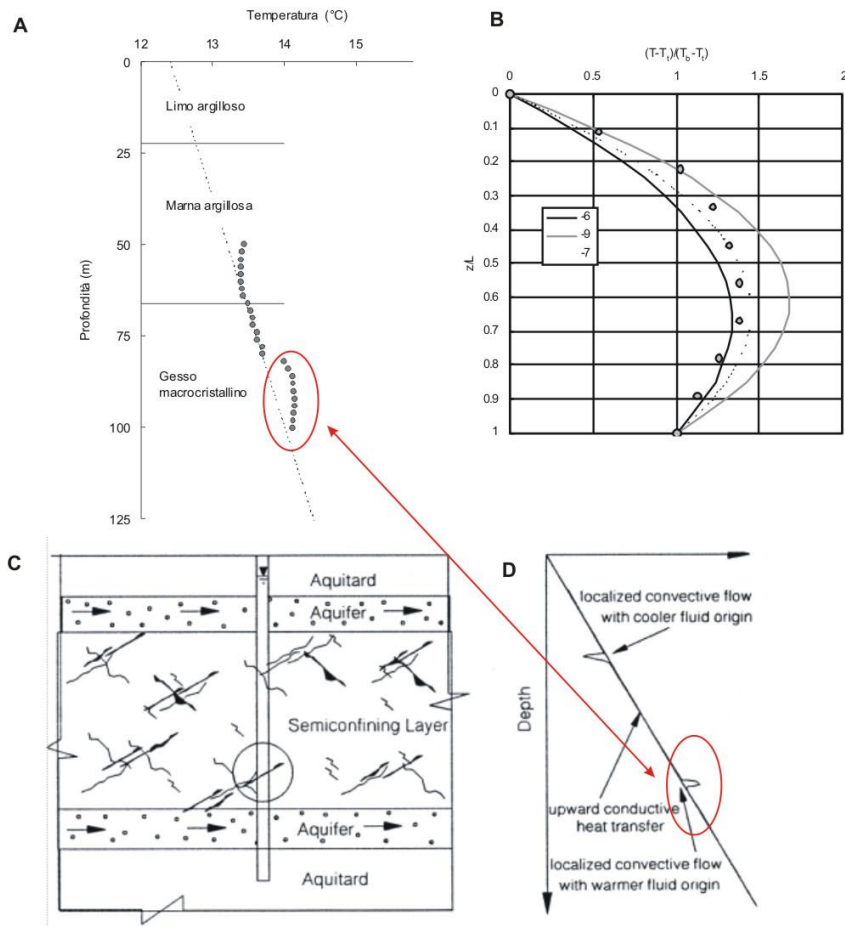 A
Temperatura (°C)
12 13 14 15
Profondità (m)
0
25
50
75
100
125
Limo argilloso
Marna argillosa
Gesso
macrocristallino
B
(T-Tt)/(Tb-Tt)
0 0.5 1 1.5 2
z/L
0
0.1
0.2
0.3
0.4
0.5
0.6
0.7
0.8
0.9
1
-6
-9
-7
C
Aquitard
Aquifer
Semiconfining Layer
Aquifer
Aquitard
D
Depth
localized convective flow
with cooler fluid origin
upward conductive
heat transfer
localized convective flow
with warmer fluid origin